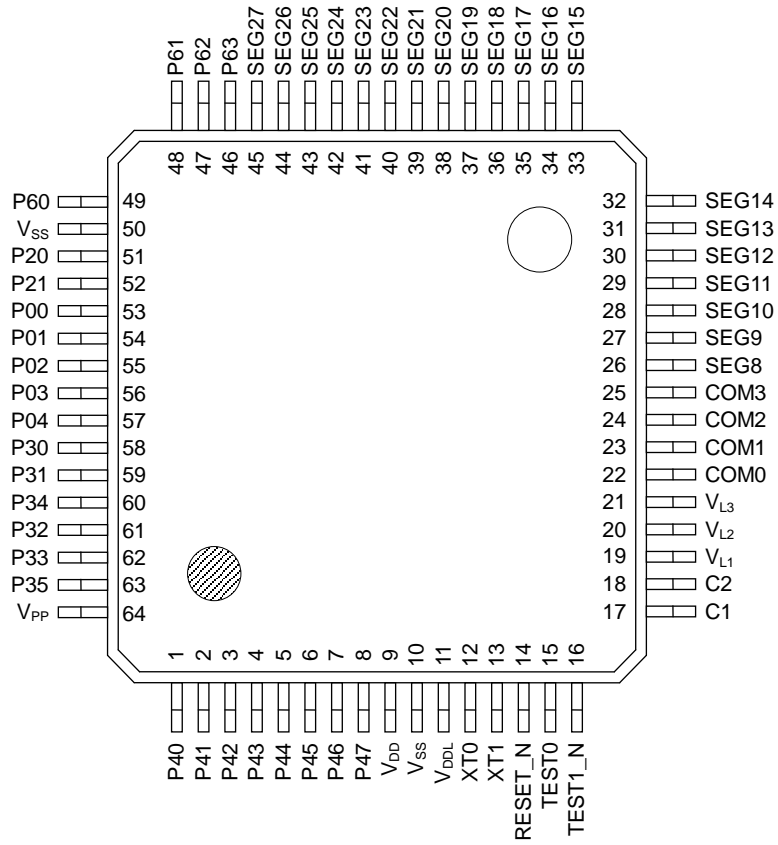 P61
P62
P63
SEG27
SEG26
SEG25
SEG24
SEG23
SEG22
SEG21
SEG20
SEG19
SEG18
SEG17
SEG16
SEG15
48
47
46
45
44
43
42
41
40
39
38
37
36
35
34
33
P60 49
VSS 50
P20 51
P21 52
P00 53
P01 54
P02 55
P03 56
P04 57
P30 58
P31 59
P34 60
P32 61
P33 62
P35 63
VPP 64
32 SEG14
31 SEG13
30 SEG12
29 SEG11
28 SEG10
27 SEG9
26 SEG8
25 COM3
24 COM2
23 COM1
22 COM0
21 VL3
20 VL2
19 VL1
18 C2
17 C1
1
2
3
4
5
6
7
8
9
10
11
12
13
14
15
16
P40
P41
P42
P43
P44
P45
P46
P47
VDD
VSS
VDDL
XT0
XT1
RESET_N
TEST0
TEST1_N